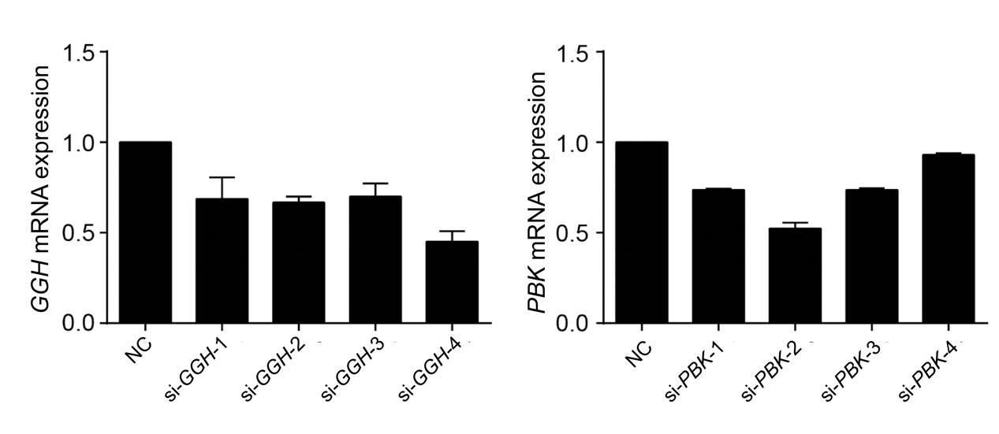 GGH mRNA expression
1.5
1.0
0.5
0.0
NC
si-GGH-1
si-GGH-2
si-GGH-3
si-GGH-4
PBK mRNA expression
1.5
1.0
0.5
0.0
NC
si-PBK-1
si-PBK-2
si-PBK-3
si-PBK-4